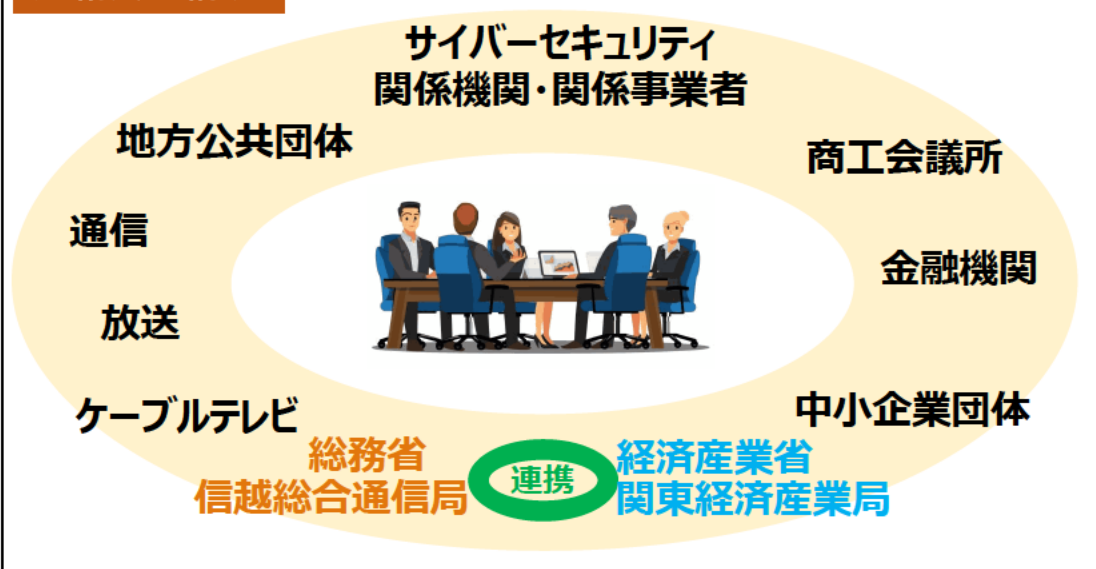 サイバーセキュリティ
関係機関・関係事業者
地方公共団体
商工会議所
通信
金融機関
放送
ケーブルテレビ
中小企業団体
総務省
信越総合通信局
連携
経済産業省
関東経済産業局